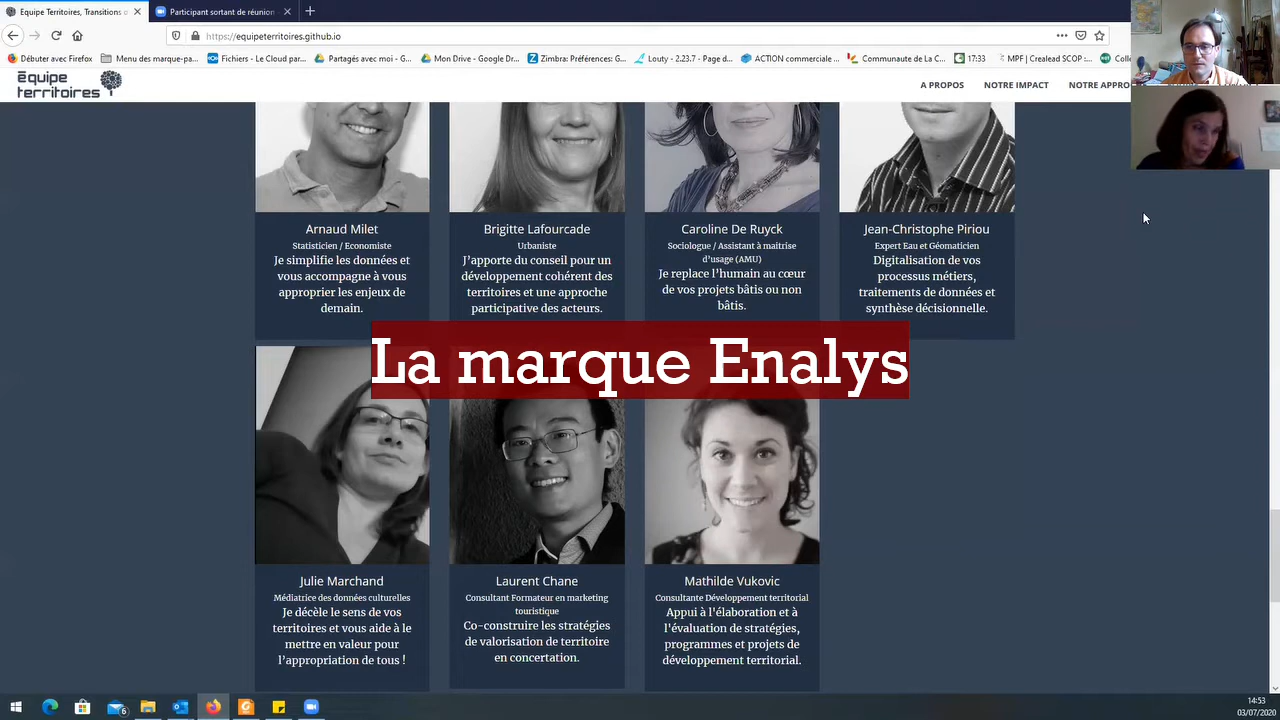 Equipe Territoires, Transitions
Participant sortant de réunion -
https://equipeterritoires.github.io
Débuter avec Firefox
Menu des marque-pa...
Fichiers - Le Cloud par...
Partagés avec moi - G...
Mon Drive - Google Dr...
Zimbra: Préférences: G...
Louty - 2.23.7 - Page d...
ACTION commerciale ...
Communaute de La C...
17:33
MPF | Crealead SCOP :...
équipe
territoires
A PROPOS
NOTRE IMPACT
Arnaud Milet
Statisticien / Economiste
Je simplifie les données et
vous accompagne à vous
approprier les enjeux de
demain.
Brigitte Lafourcade
Urbaniste
J'apporte du conseil pour un
développement cohérent des
territoires et une approche
participative des acteurs.
Caroline De Ruyck
Sociologue / Assistant à maitrise
d'usage (AMU)
Je replace l'humain au cœur
de vos projets bâtis ou non
bâtis.
Jean-Christophe Piriou
Expert Eau et Géomaticien
Digitalisation de vos
processus métiers,
traitements de données et
synthèse décisionnelle.
La marque Enalys
Julie Marchand
Médiatrice des données culturelles
Je décèle le sens de vos
territoires et vous aide à le
mettre en valeur pour
l'appropriation de tous !
Laurent Chane
Consultant Formateur en marketing
touristique
Co-construire les stratégies
de valorisation de territoire
en concertation.
Mathilde Vukovic
Consultante Développement territorial
Appui à l'élaboration et à
l'évaluation de stratégies,
programmes et projets de
développement territorial.
14:53
03/07/2020